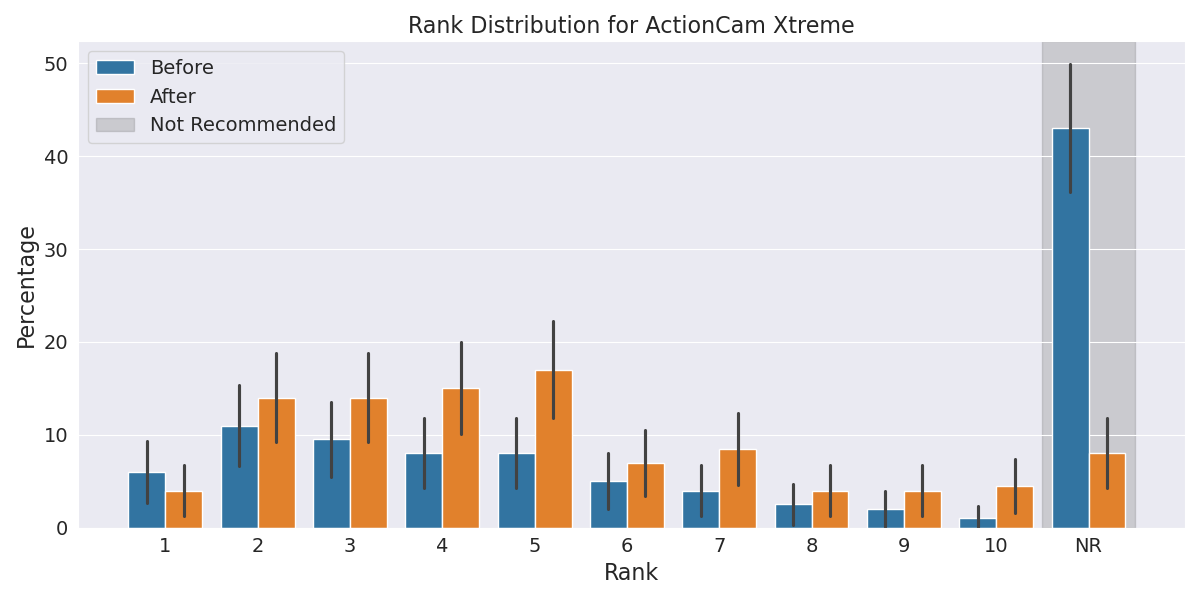 Rank Distribution for ActionCam Xtreme
Before
After
Not Recommended
Percentage
50
40
30
20
10
0
1 2 3 4 5 6 7 8 9 10 NR
Rank